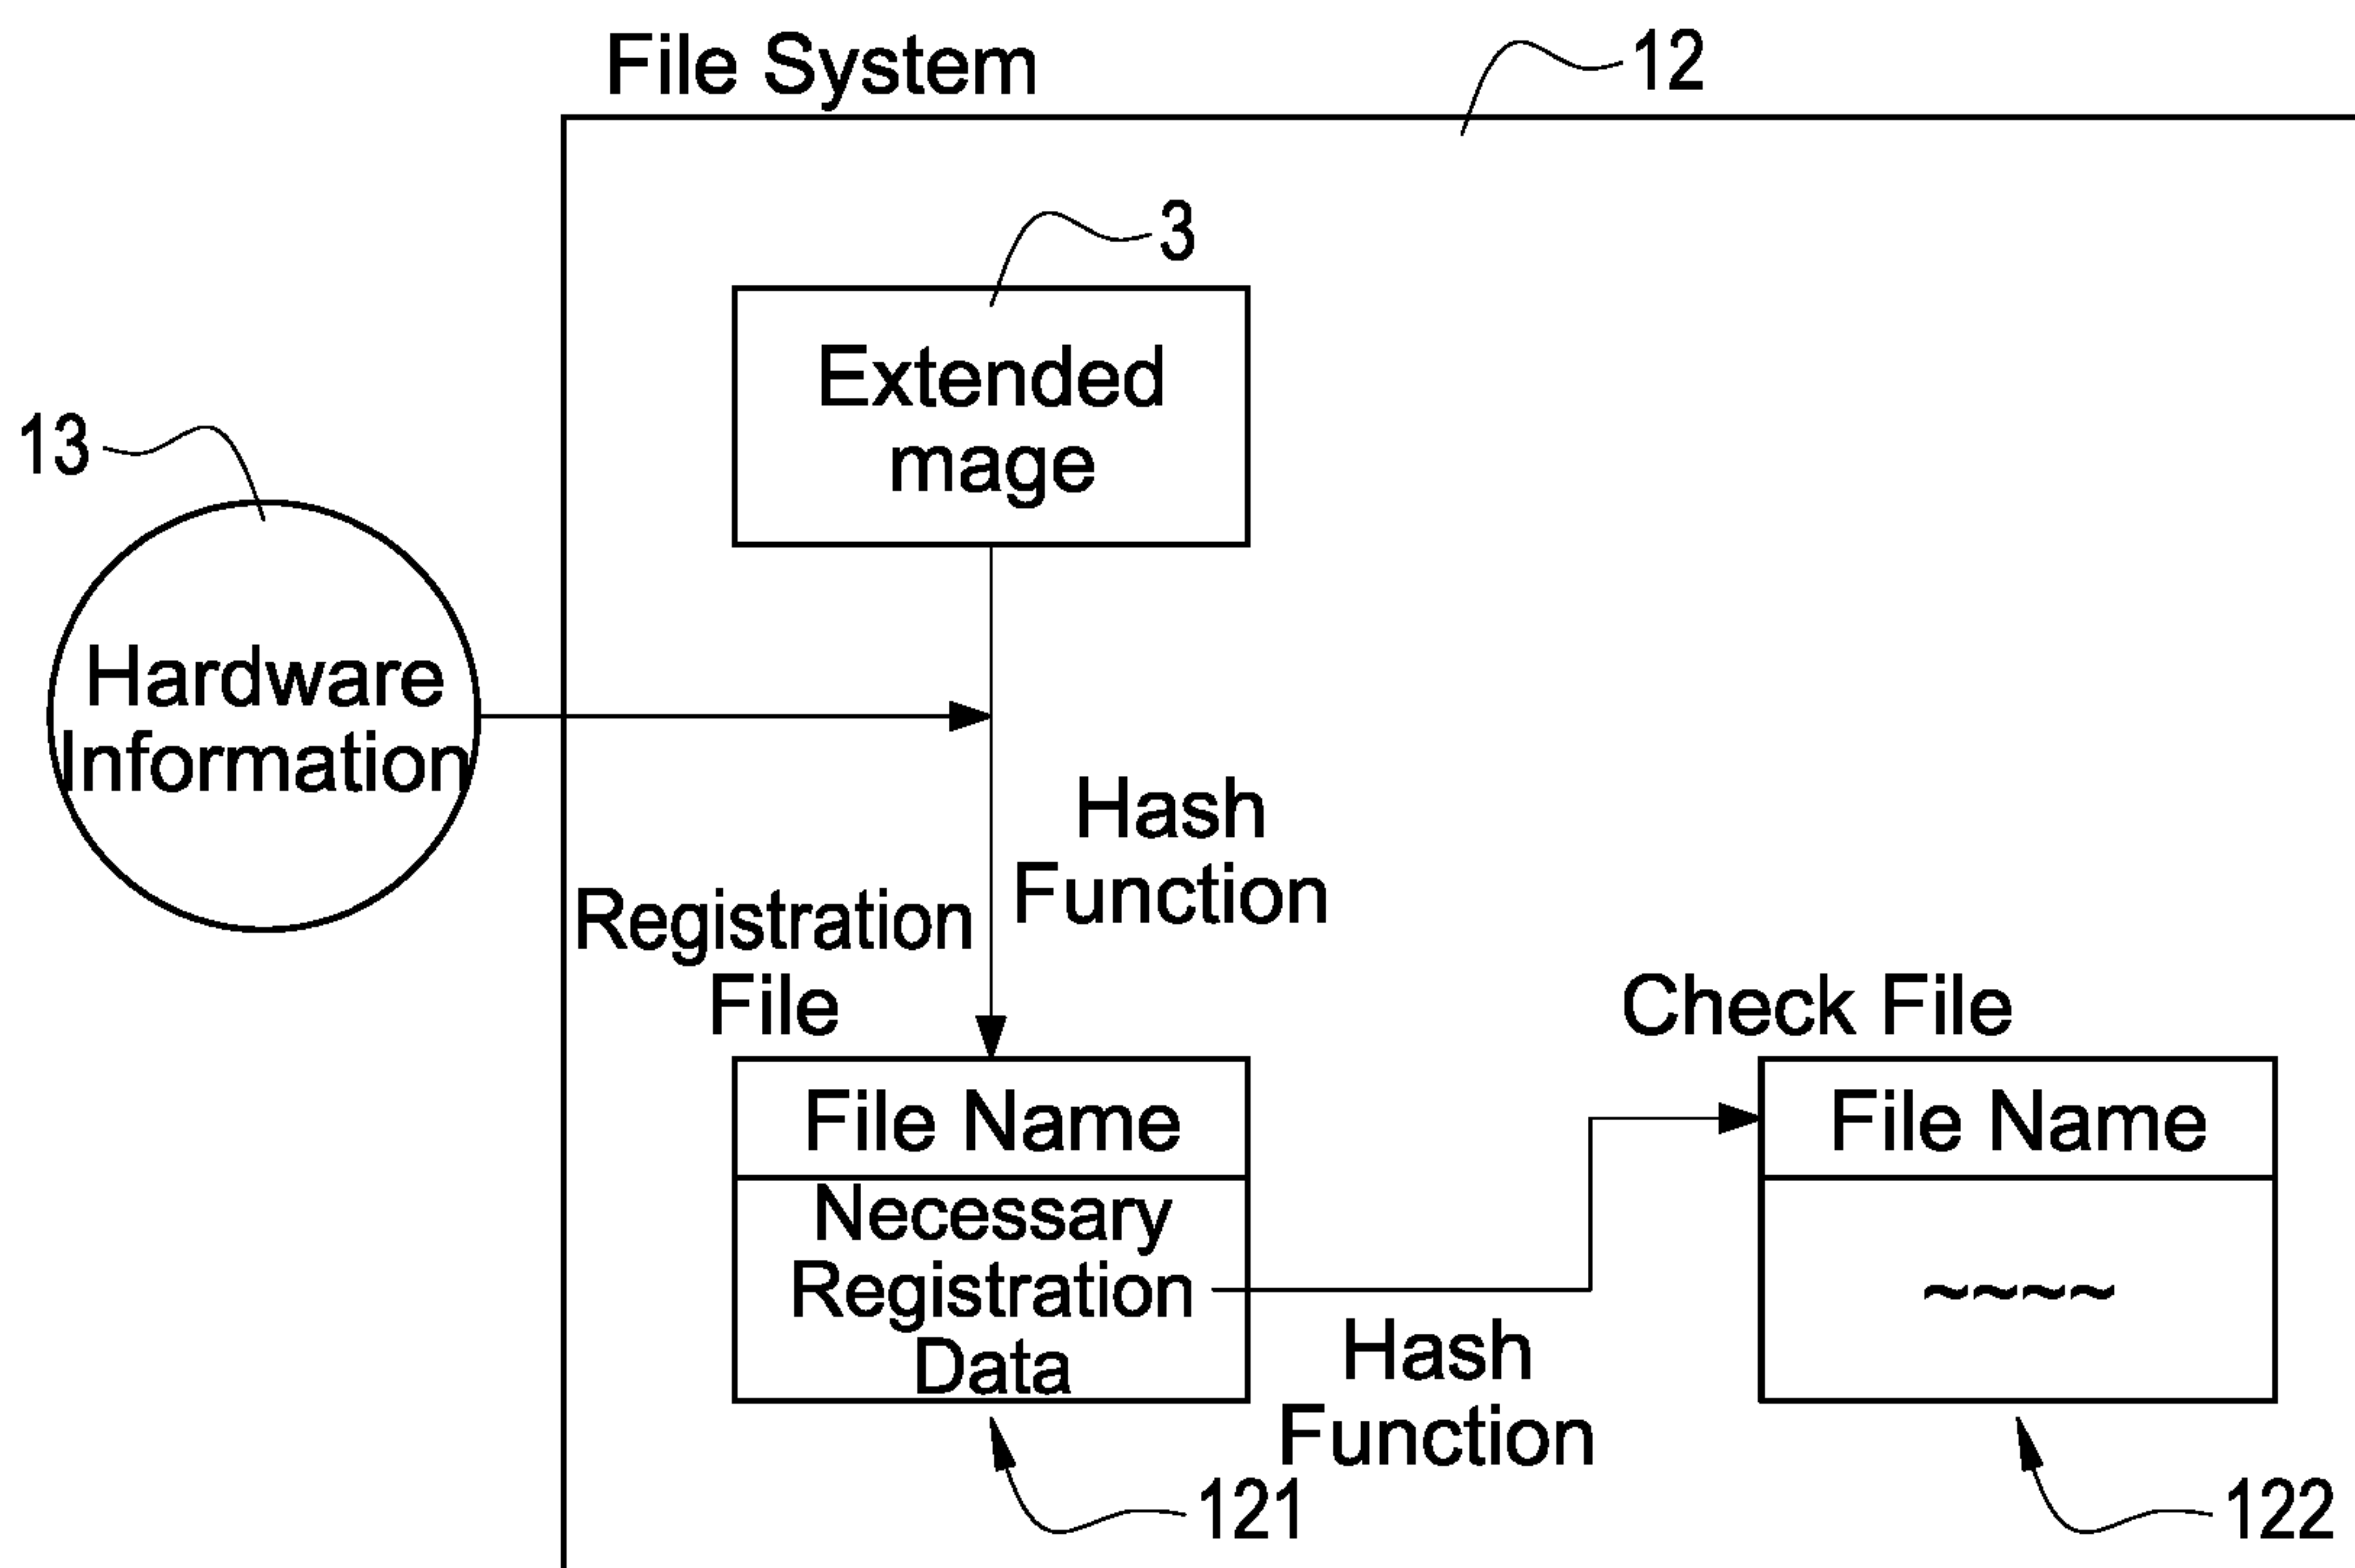 File System
12
3
Extended
mage
13
Hardware
Information
Hash
Function
Registration
File
Check File
File Name
Necessary
Registration
Data
File Name
~~~~
Hash
Function
121
122